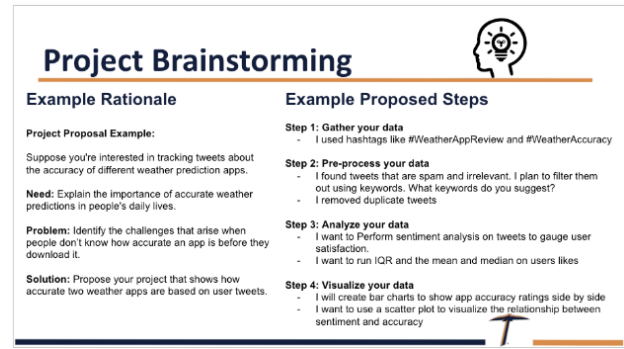 Project Brainstorming
Example Rationale
Project Proposal Example:
Suppose you're interested in tracking tweets about
the accuracy of different weather prediction apps.
Need: Explain the importance of accurate weather
predictions in people's daily lives.
Problem: Identify the challenges that arise when
people don't know how accurate an app is before they
download it.
Solution: Propose your project that shows how
accurate two weather apps are based on user tweets.
Example Proposed Steps
Step 1: Gather your data
- I used hashtags like #WeatherAppReview and #WeatherAccuracy
Step 2: Pre-process your data
- I found tweets that are spam and irrelevant. I plan to filter them
out using keywords. What keywords do you suggest?
- I removed duplicate tweets
Step 3: Analyze your data
- I want to Perform sentiment analysis on tweets to gauge user
satisfaction.
- I want to run IQR and the mean and median on users likes
Step 4: Visualize your data
- I will create bar charts to show app accuracy ratings side by side
- I want to use a scatter plot to visualize the relationship between
sentiment and accuracy